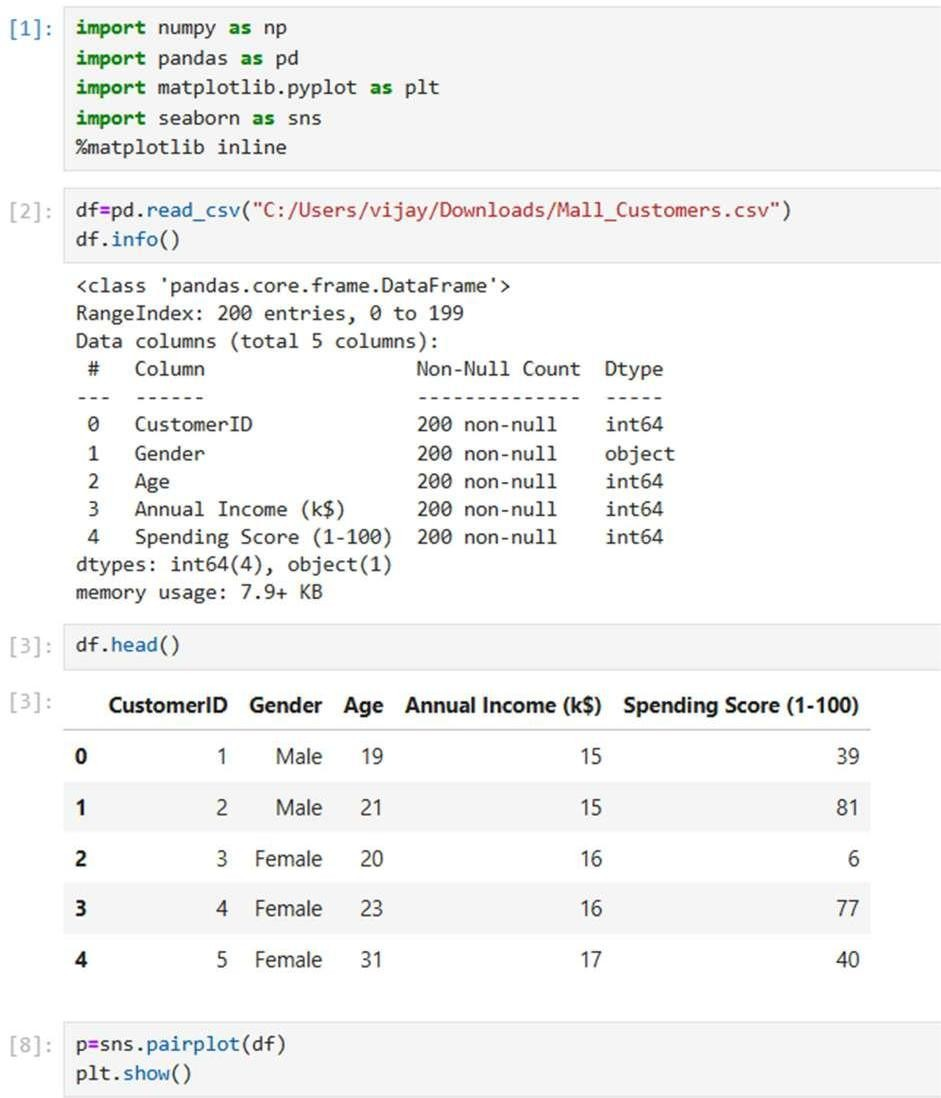 [1]: import numpy as np
import pandas as pd
import matplotlib.pyplot as plt
import seaborn as sns
%matplotlib inline
[2]: df=pd.read_csv("C:/Users/vijay/Downloads/Mall_Customers.csv")
df.info()
<class 'pandas.core.frame.DataFrame'>
RangeIndex: 200 entries, 0 to 199
Data columns (total 5 columns):
# Column Non-Null Count Dtype
--- ------ -------------- -----
0 CustomerID 200 non-null int64
1 Gender 200 non-null object
2 Age 200 non-null int64
3 Annual Income (k$) 200 non-null int64
4 Spending Score (1-100) 200 non-null int64
dtypes: int64(4), object(1)
memory usage: 7.9+ KB
[3]: df.head()
[3]: CustomerID Gender Age Annual Income (k$) Spending Score (1-100)
0 1 Male 19 15 39
1 2 Male 21 15 81
2 3 Female 20 16 6
3 4 Female 23 16 77
4 5 Female 31 17 40
[8]: p=sns.pairplot(df)
plt.show()